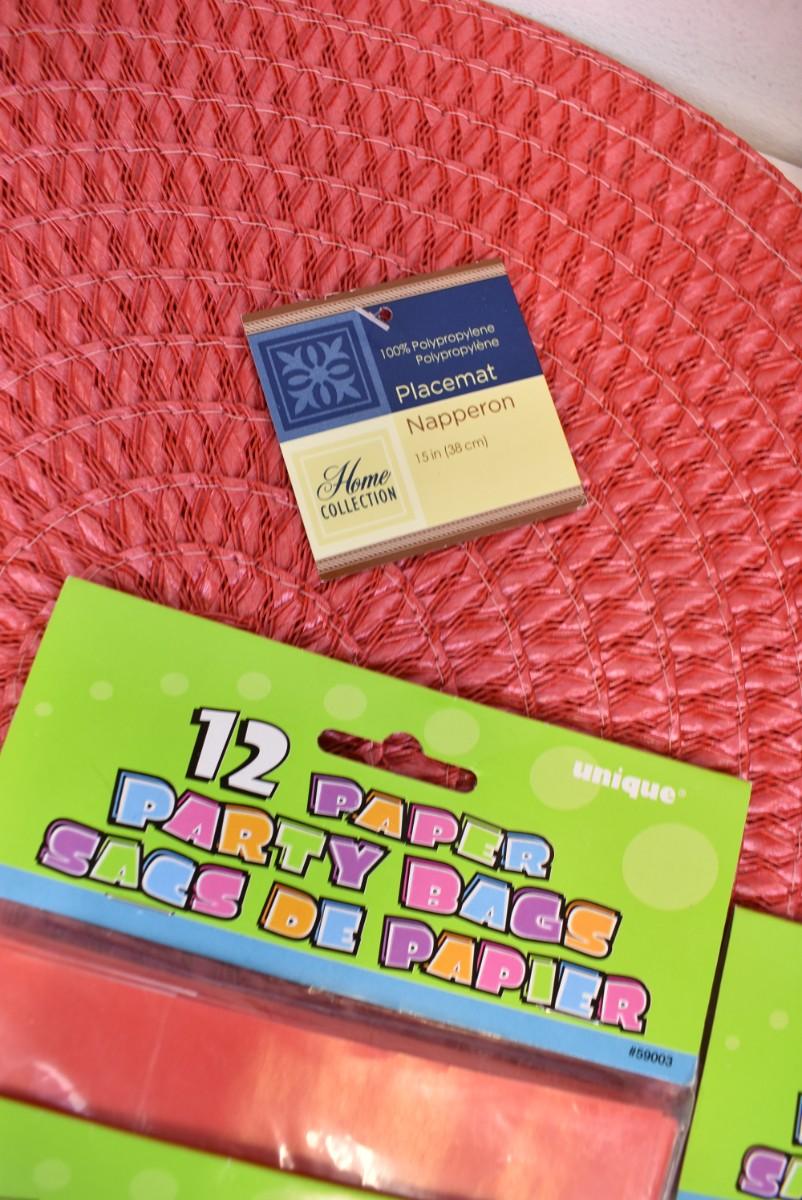 100% Polypropylene
Polypropylène
Placemat
Napperon
15 in (38 cm)
Home
COLLECTION
unique®
12 PAPER
PARTY BAGS
SACS DE PAPIER
#59003